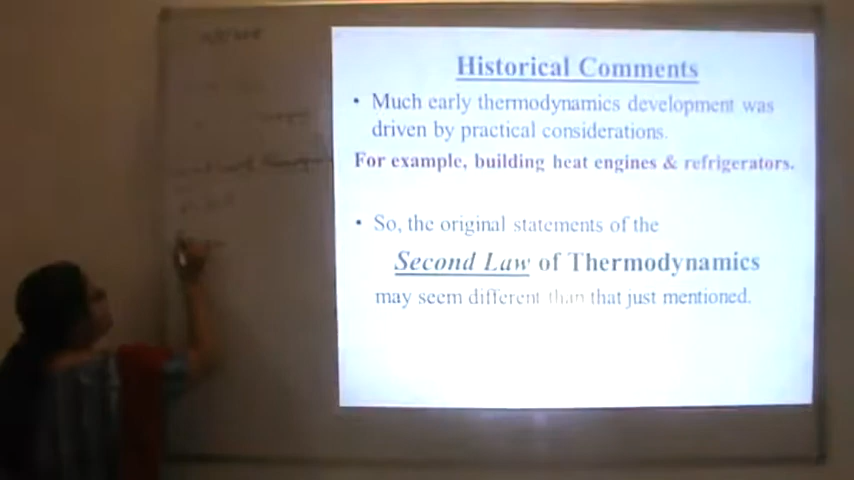 Historical Comments
• Much early thermodynamics development was
driven by practical considerations.
For example, building heat engines & refrigerators.
• So, the original statements of the
Second Law of Thermodynamics
may seem different than that just mentioned.